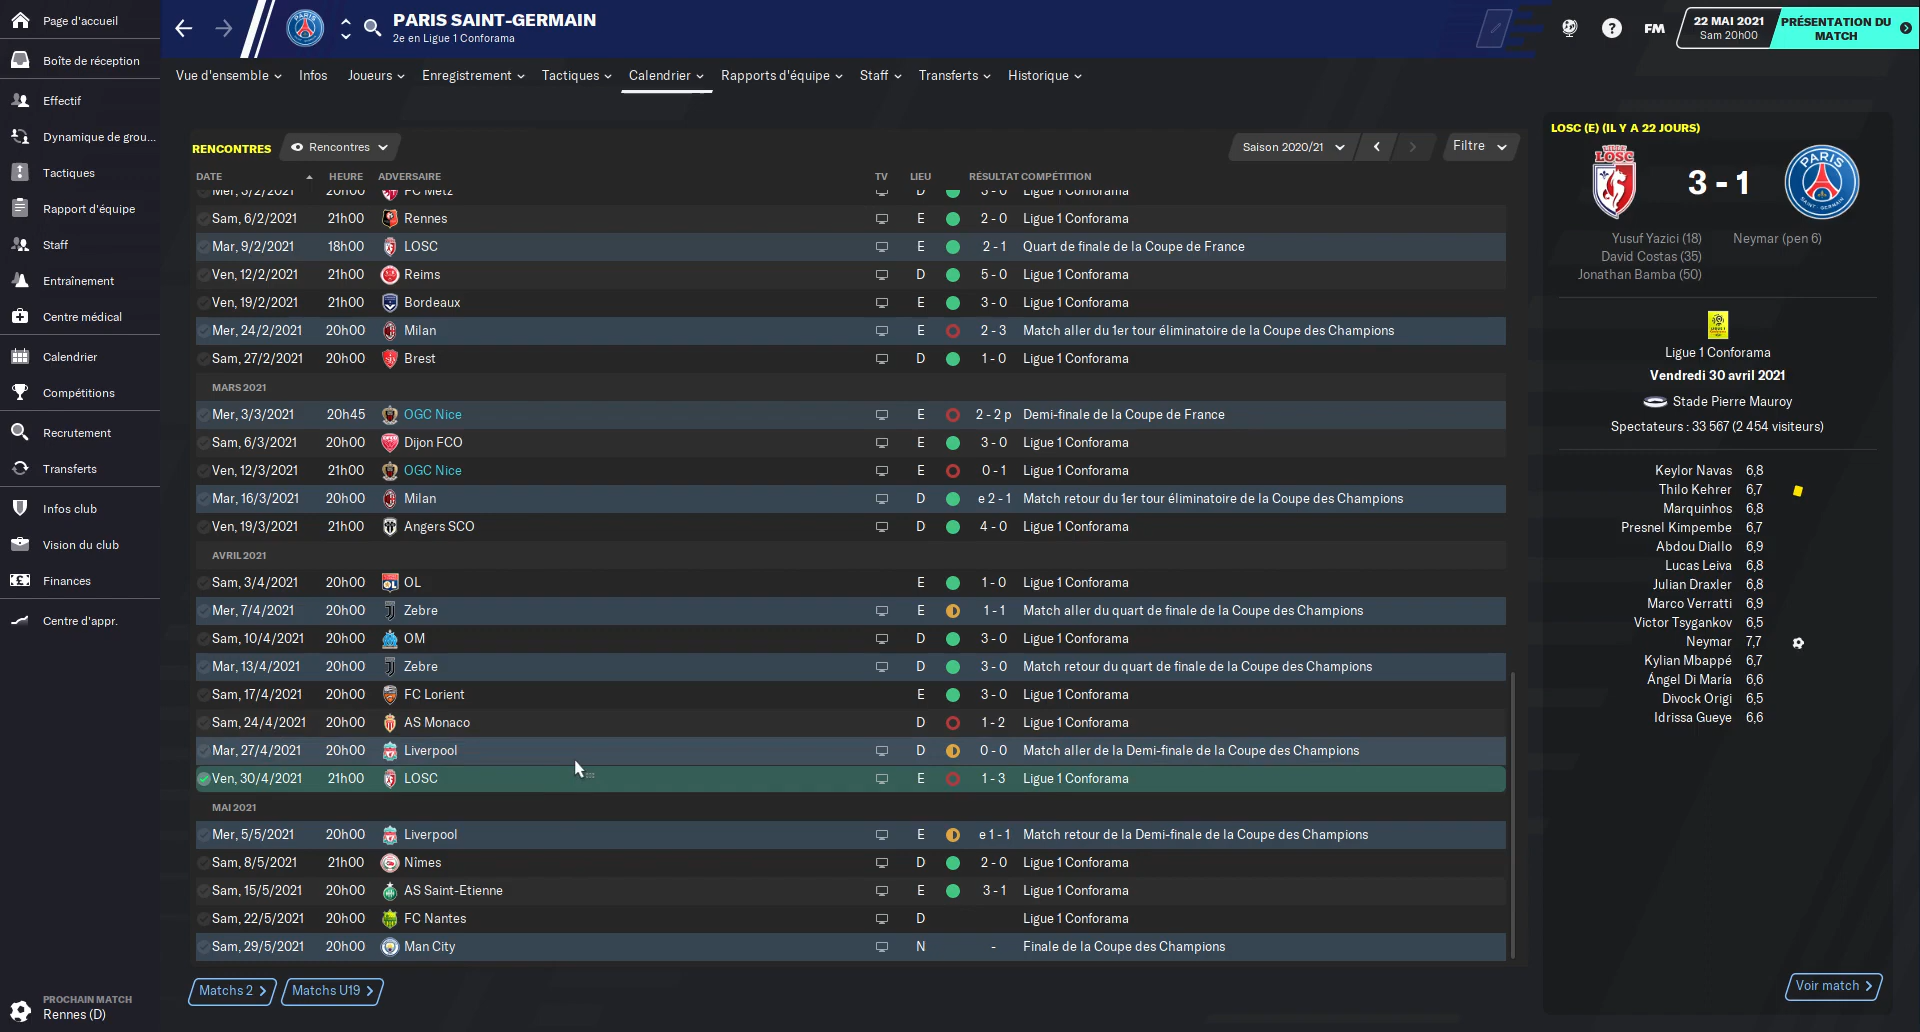 Page d'accueil
Boîte de réception
Effectif
Dynamique de grou...
Tactiques
Rapport d'équipe
Staff
Entraînement
Centre médical
Calendrier
Compétitions
Recrutement
Transferts
Infos club
Vision du club
Finances
Centre d'appr.
PROCHAIN MATCH
Rennes (D)
PARIS SAINT-GERMAIN
2e en Ligue 1 Conforama
FM
22 MAI 2021
Sam 20h00
PRÉSENTATION DU MATCH
Vue d'ensemble Infos Joueurs Enregistrement Tactiques Calendrier Rapports d'équipe Staff Transferts Historique
RENCONTRES Rencontres Saison 2020/21 Filtre
DATE HEURE ADVERSAIRE TV LIEU RÉSULTAT COMPÉTITION
Mer, 3/2/2021 20h00 FC Metz D 3 - 0 Ligue 1 Conforama
Sam, 6/2/2021 21h00 Rennes E 2 - 0 Ligue 1 Conforama
Mar, 9/2/2021 18h00 LOSC E 2 - 1 Quart de finale de la Coupe de France
Ven, 12/2/2021 21h00 Reims D 5 - 0 Ligue 1 Conforama
Ven, 19/2/2021 21h00 Bordeaux E 3 - 0 Ligue 1 Conforama
Mer, 24/2/2021 20h00 Milan E 2 - 3 Match aller du 1er tour éliminatoire de la Coupe des Champions
Sam, 27/2/2021 20h00 Brest D 1 - 0 Ligue 1 Conforama
MARS 2021
Mer, 3/3/2021 20h45 OGC Nice E 2 - 2 p Demi-finale de la Coupe de France
Sam, 6/3/2021 20h00 Dijon FCO E 3 - 0 Ligue 1 Conforama
Ven, 12/3/2021 21h00 OGC Nice E 0 - 1 Ligue 1 Conforama
Mar, 16/3/2021 20h00 Milan D e 2 - 1 Match retour du 1er tour éliminatoire de la Coupe des Champions
Ven, 19/3/2021 21h00 Angers SCO D 4 - 0 Ligue 1 Conforama
AVRIL 2021
Sam, 3/4/2021 20h00 OL E 1 - 0 Ligue 1 Conforama
Mer, 7/4/2021 20h00 Zebre E 1 - 1 Match aller du quart de finale de la Coupe des Champions
Sam, 10/4/2021 20h00 OM D 3 - 0 Ligue 1 Conforama
Mar, 13/4/2021 20h00 Zebre D 3 - 0 Match retour du quart de finale de la Coupe des Champions
Sam, 17/4/2021 20h00 FC Lorient E 3 - 0 Ligue 1 Conforama
Sam, 24/4/2021 20h00 AS Monaco D 1 - 2 Ligue 1 Conforama
Mar, 27/4/2021 20h00 Liverpool D 0 - 0 Match aller de la Demi-finale de la Coupe des Champions
Ven, 30/4/2021 21h00 LOSC E 1 - 3 Ligue 1 Conforama
MAI 2021
Mer, 5/5/2021 20h00 Liverpool E e 1 - 1 Match retour de la Demi-finale de la Coupe des Champions
Sam, 8/5/2021 21h00 Nîmes D 2 - 0 Ligue 1 Conforama
Sam, 15/5/2021 20h00 AS Saint-Etienne E 3 - 1 Ligue 1 Conforama
Sam, 22/5/2021 20h00 FC Nantes D Ligue 1 Conforama
Sam, 29/5/2021 20h00 Man City N - Finale de la Coupe des Champions
Matchs 2 Matchs U19
LOSC (E) (IL Y A 22 JOURS)
LOSC
3 - 1
PARIS
SAINT-GERMAIN
Yusuf Yazici (18) Neymar (pen 6)
David Costas (35)
Jonathan Bamba (50)
Ligue 1 Conforama
Vendredi 30 avril 2021
Stade Pierre Mauroy
Spectateurs : 33 567 (2 454 visiteurs)
Keylor Navas 6,8
Thilo Kehrer 6,7
Marquinhos 6,8
Presnel Kimpembe 6,7
Abdou Diallo 6,9
Lucas Leiva 6,8
Julian Draxler 6,8
Marco Verratti 6,9
Victor Tsygankov 6,5
Neymar 7,7
Kylian Mbappé 6,7
Ángel Di María 6,6
Divock Origi 6,5
Idrissa Gueye 6,6
Voir match